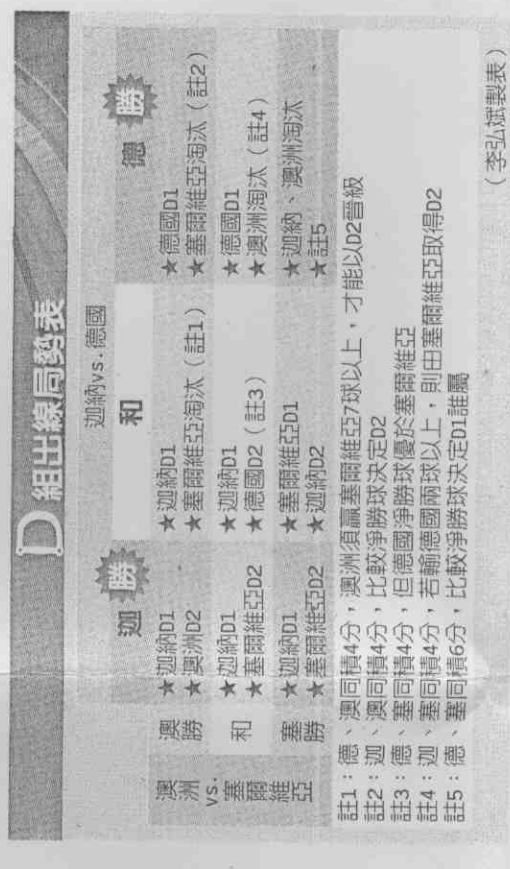 D組出線局勢表
迦納vs.德國
迦勝
和
德勝
澳洲vs.塞爾維亞
澳勝
★迦納D1
★澳洲D2
★迦納D1
★塞爾維亞淘汰（註1）
★德國D1
★塞爾維亞淘汰（註2）
和
★迦納D1
★塞爾維亞D2
★迦納D1
★德國D2（註3）
★德國D1
★澳洲淘汰（註4）
塞勝
★迦納D1
★塞爾維亞D2
★塞爾維亞D1
★迦納D2
★迦納、澳洲淘汰
★註5
註1：德、澳同積4分，澳洲須贏塞爾維亞7球以上，才能以D2晉級
註2：迦、澳同積4分，比較淨勝球決定D2
註3：德、塞同積4分，但德國淨勝球優於塞爾維亞
註4：迦、塞同積4分，若輸德國兩球以上，則由塞爾維亞取得D2
註5：德、塞同積6分，比較淨勝球決定D1誰屬
（李弘斌製表）